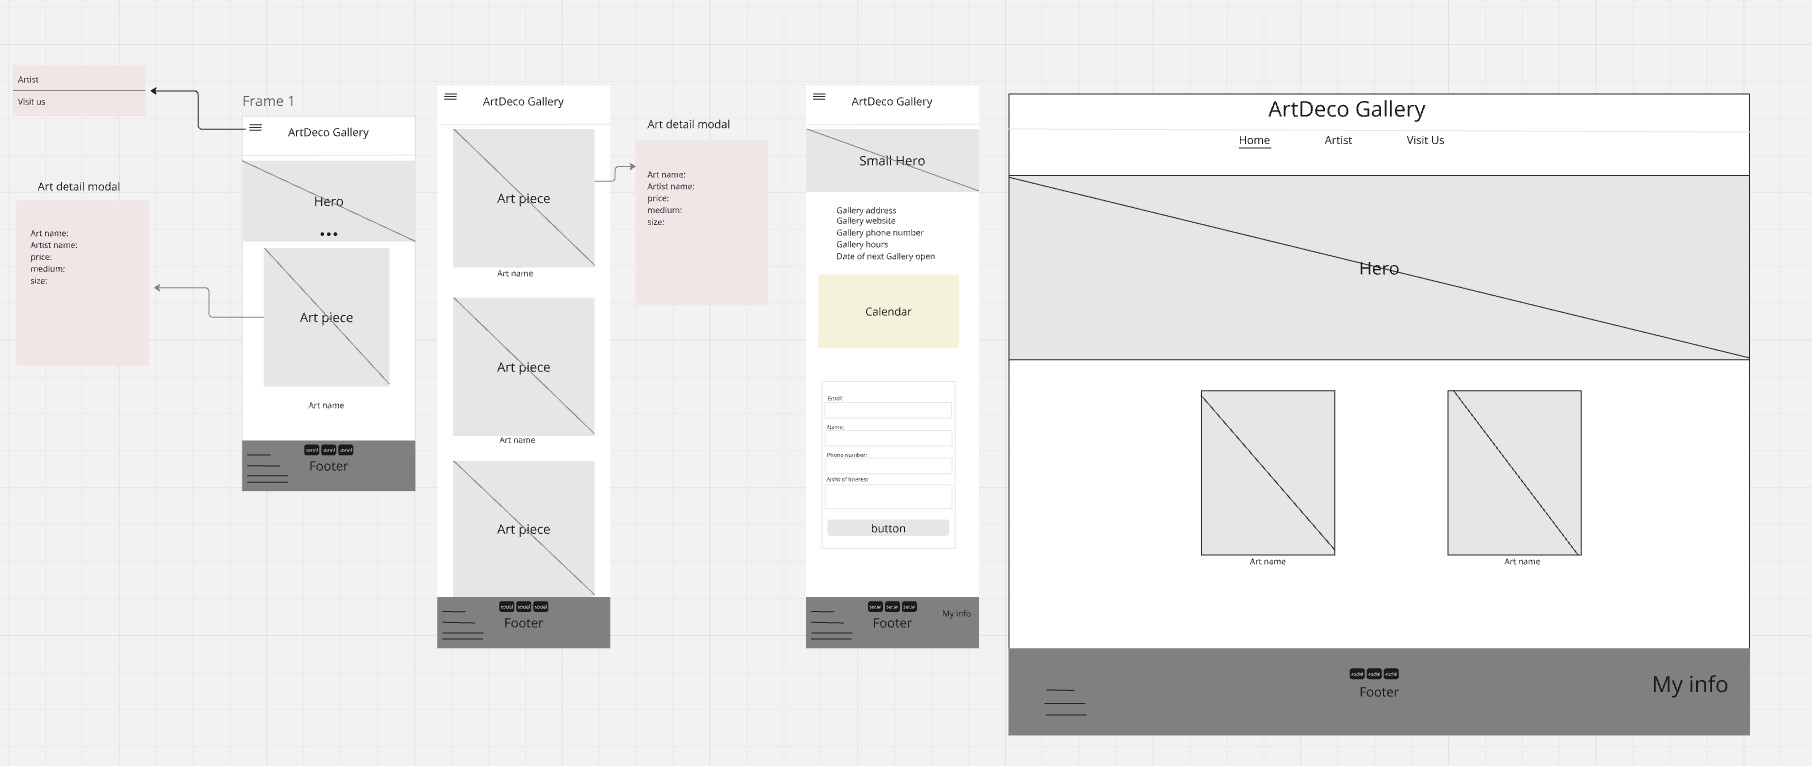 Artist
Visit us
Art detail modal
Art name:
Artist name:
price:
medium:
size:
Frame 1
ArtDeco Gallery
Hero
Art piece
Art name
social social social
Footer
ArtDeco Gallery
Art piece
Art name
Art piece
Art name
Art piece
social social social
Footer
Art detail modal
Art name:
Artist name:
price:
medium:
size:
ArtDeco Gallery
Small Hero
Gallery address
Gallery website
Gallery phone number
Gallery hours
Date of next Gallery open
Calendar
Email:
Name:
Phone number:
Artist of Interest
button
social social social
Footer
My info
ArtDeco Gallery
Home Artist Visit Us
Hero
Art name
Art name
social social social
Footer
My info